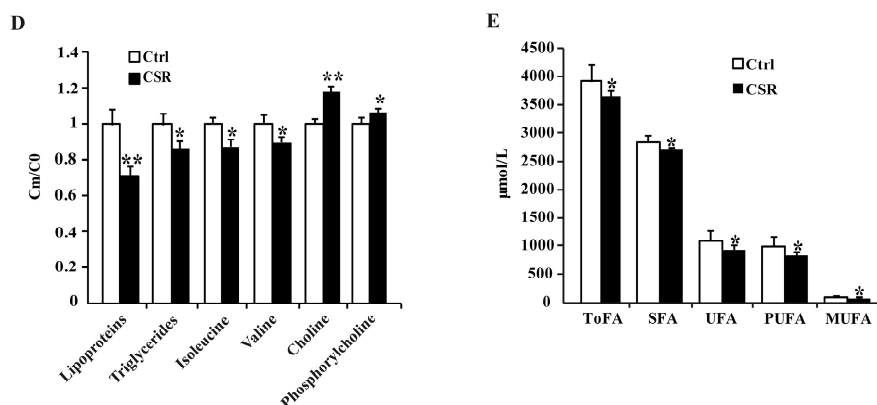 D
1.4
1.2
1
0.8
0.6
0.4
0.2
0
Cm/C0
Ctrl
CSR
**
*
*
*
**
*
Lipoproteins
Triglycerides
Isoleucine
Valine
Choline
Phosphorylcholine
E
4500
4000
3500
3000
2500
2000
1500
1000
500
0
µmol/L
Ctrl
CSR
*
*
*
*
*
ToFA SFA UFA PUFA MUFA